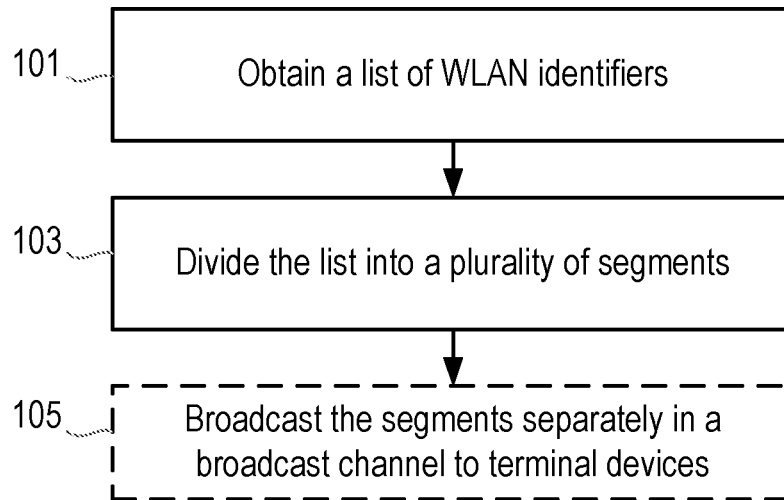 101
Obtain a list of WLAN identifiers
103
Divide the list into a plurality of segments
105
Broadcast the segments separately in a
broadcast channel to terminal devices